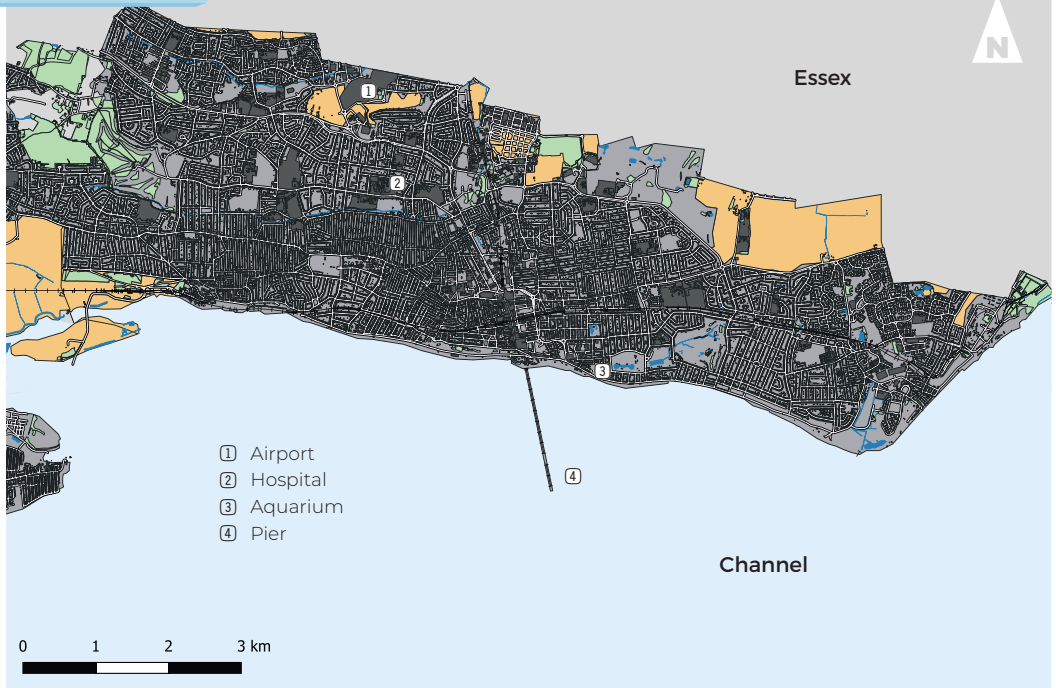 N
Essex
1
2
3
4
1 Airport
2 Hospital
3 Aquarium
4 Pier
Channel
0 1 2 3 km